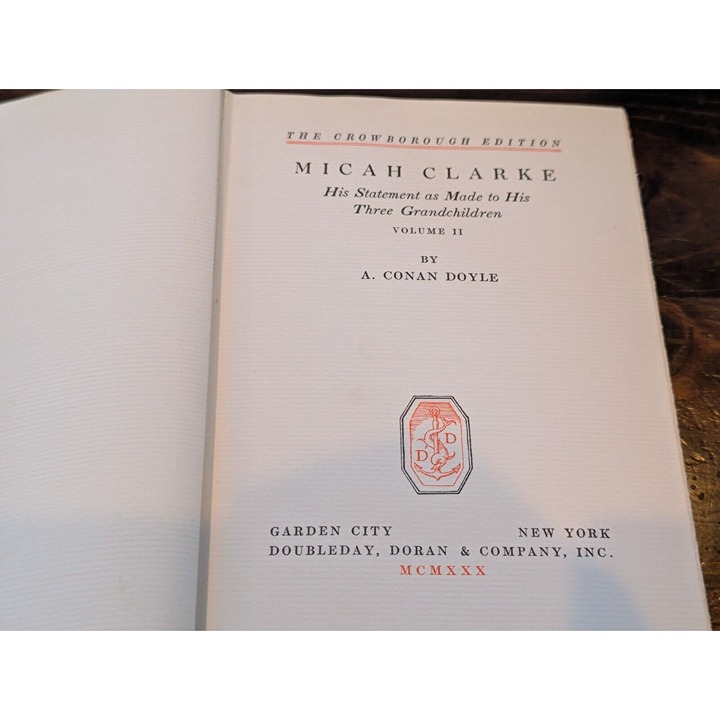 THE CROWBOROUGH EDITION
MICAH CLARKE
His Statement as Made to His
Three Grandchildren
VOLUME II
BY
A. CONAN DOYLE
D D
GARDEN CITY NEW YORK
DOUBLEDAY, DORAN & COMPANY, INC.
MCMXXX